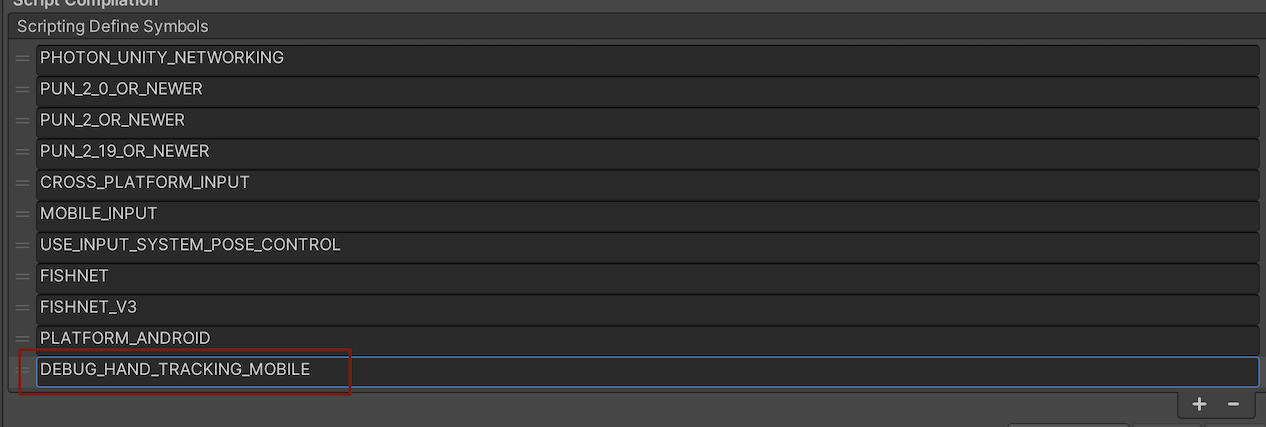 Script Compilation
Scripting Define Symbols
PHOTON_UNITY_NETWORKING
PUN_2_0_OR_NEWER
PUN_2_OR_NEWER
PUN_2_19_OR_NEWER
CROSS_PLATFORM_INPUT
MOBILE_INPUT
USE_INPUT_SYSTEM_POSE_CONTROL
FISHNET
FISHNET_V3
PLATFORM_ANDROID
DEBUG_HAND_TRACKING_MOBILE